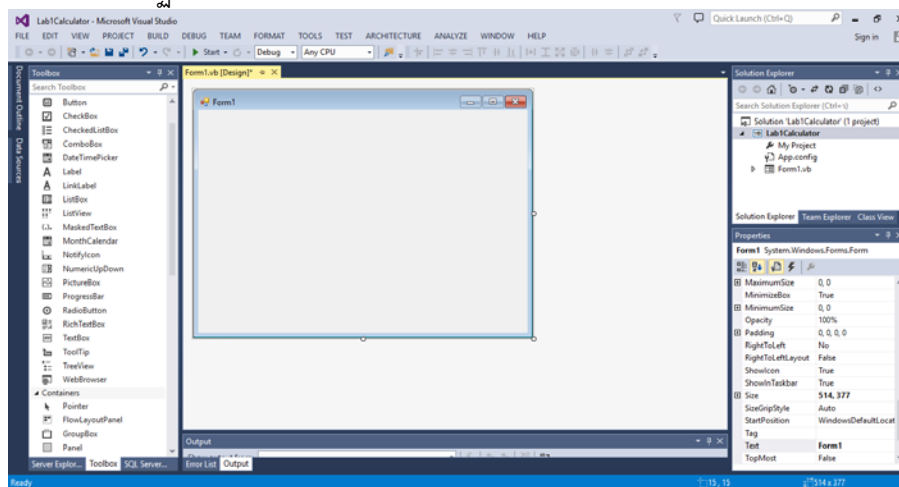 Lab1Calculator - Microsoft Visual Studio
Quick Launch (Ctrl+Q)
FILE EDIT VIEW PROJECT BUILD DEBUG TEAM FORMAT TOOLS TEST ARCHITECTURE ANALYZE WINDOW HELP
Sign in
Start Debug Any CPU
Document Outline
Data Sources
Toolbox
Search Toolbox
Button
CheckBox
CheckedListBox
ComboBox
DateTimePicker
Label
LinkLabel
ListBox
ListView
MaskedTextBox
MonthCalendar
NotifyIcon
NumericUpDown
PictureBox
ProgressBar
RadioButton
RichTextBox
TextBox
ToolTip
TreeView
WebBrowser
Containers
Pointer
FlowLayoutPanel
GroupBox
Panel
Server Explor... Toolbox SQL Server...
Form1.vb [Design]*
Form1
Output
Error List Output
Solution Explorer
Search Solution Explorer
Solution 'Lab1Calculator' (1 project)
Lab1Calculator
My Project
App.config
Form1.vb
Solution Explorer Team Explorer Class View
Properties
Form1 System.Windows.Forms.Form
MaximumSize 0, 0
MinimizeBox True
MinimumSize 0, 0
Opacity 100%
Padding 0, 0, 0, 0
RightToLeft No
RightToLeftLayout False
ShowIcon True
ShowInTaskbar True
Size 514, 377
SizeGripStyle Auto
StartPosition WindowsDefaultLocat
Tag
Text Form1
TopMost False
Ready
15, 15
514 x 377